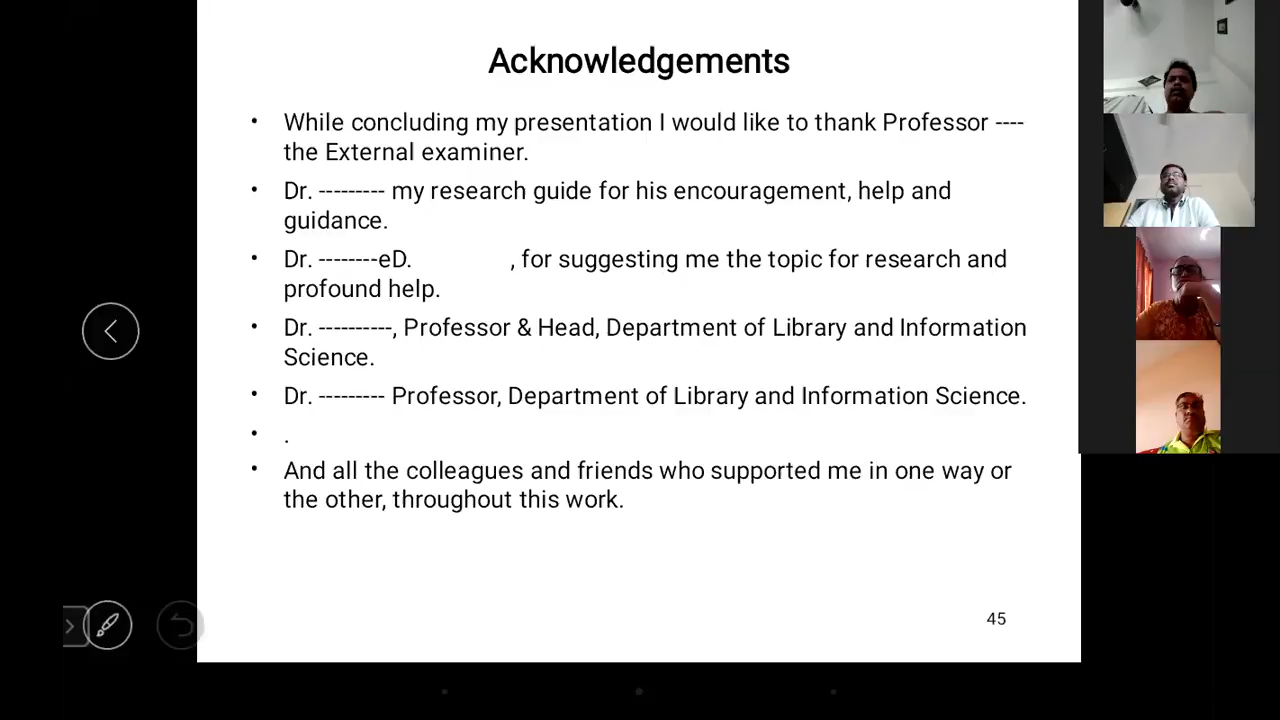 Acknowledgements
• While concluding my presentation I would like to thank Professor ----
the External examiner.
• Dr. --------- my research guide for his encouragement, help and
guidance.
• Dr. --------eD. , for suggesting me the topic for research and
profound help.
• Dr. ----------, Professor & Head, Department of Library and Information
Science.
• Dr. --------- Professor, Department of Library and Information Science.
• .
• And all the colleagues and friends who supported me in one way or
the other, throughout this work.
45